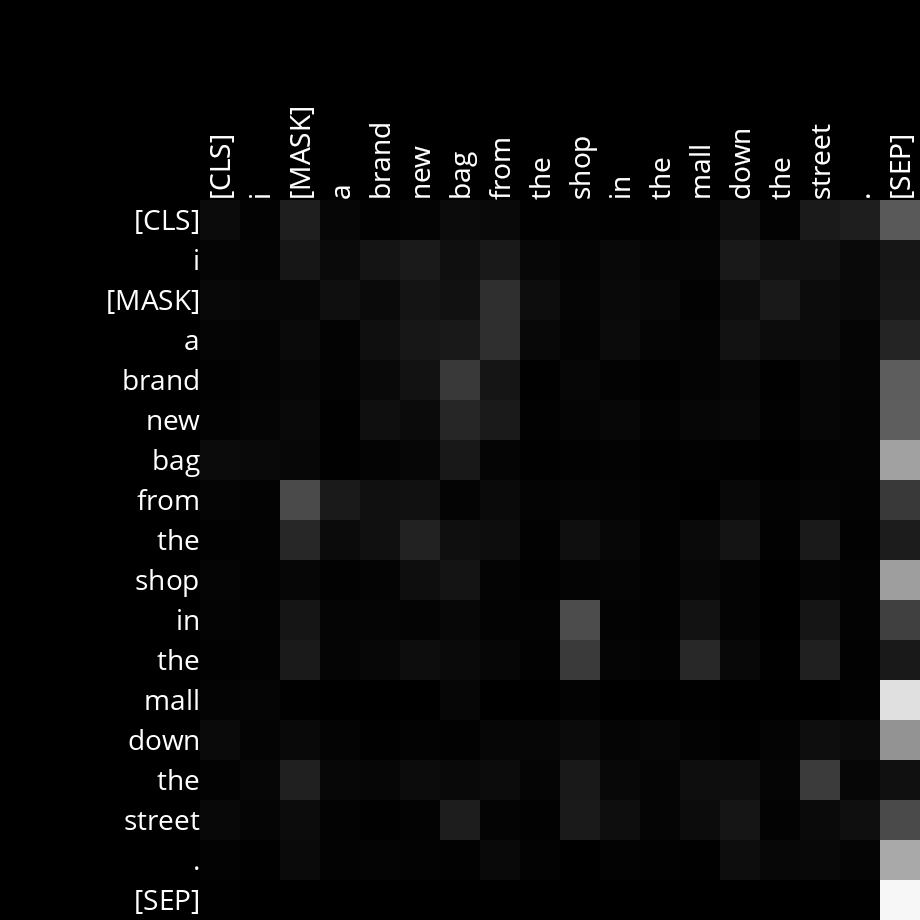 [CLS] i [MASK] a brand new bag from the shop in the mall down the street . [SEP]
[CLS]
i
[MASK]
a
brand
new
bag
from
the
shop
in
the
mall
down
the
street
.
[SEP]